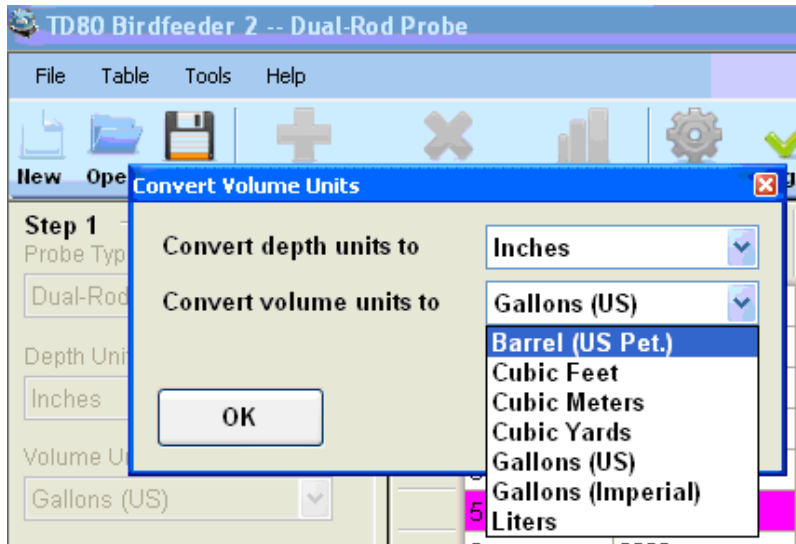 TD80 Birdfeeder 2 -- Dual-Rod Probe
File Table Tools Help
New Ope
Convert Volume Units
Step 1
Probe Typ
Convert depth units to Inches
Dual-Rod
Convert volume units to Gallons (US)
Barrel (US Pet.)
Depth Uni
Cubic Feet
Inches
Cubic Meters
OK
Cubic Yards
Volume U
Gallons (US)
Gallons (US)
Gallons (Imperial)
5
Liters